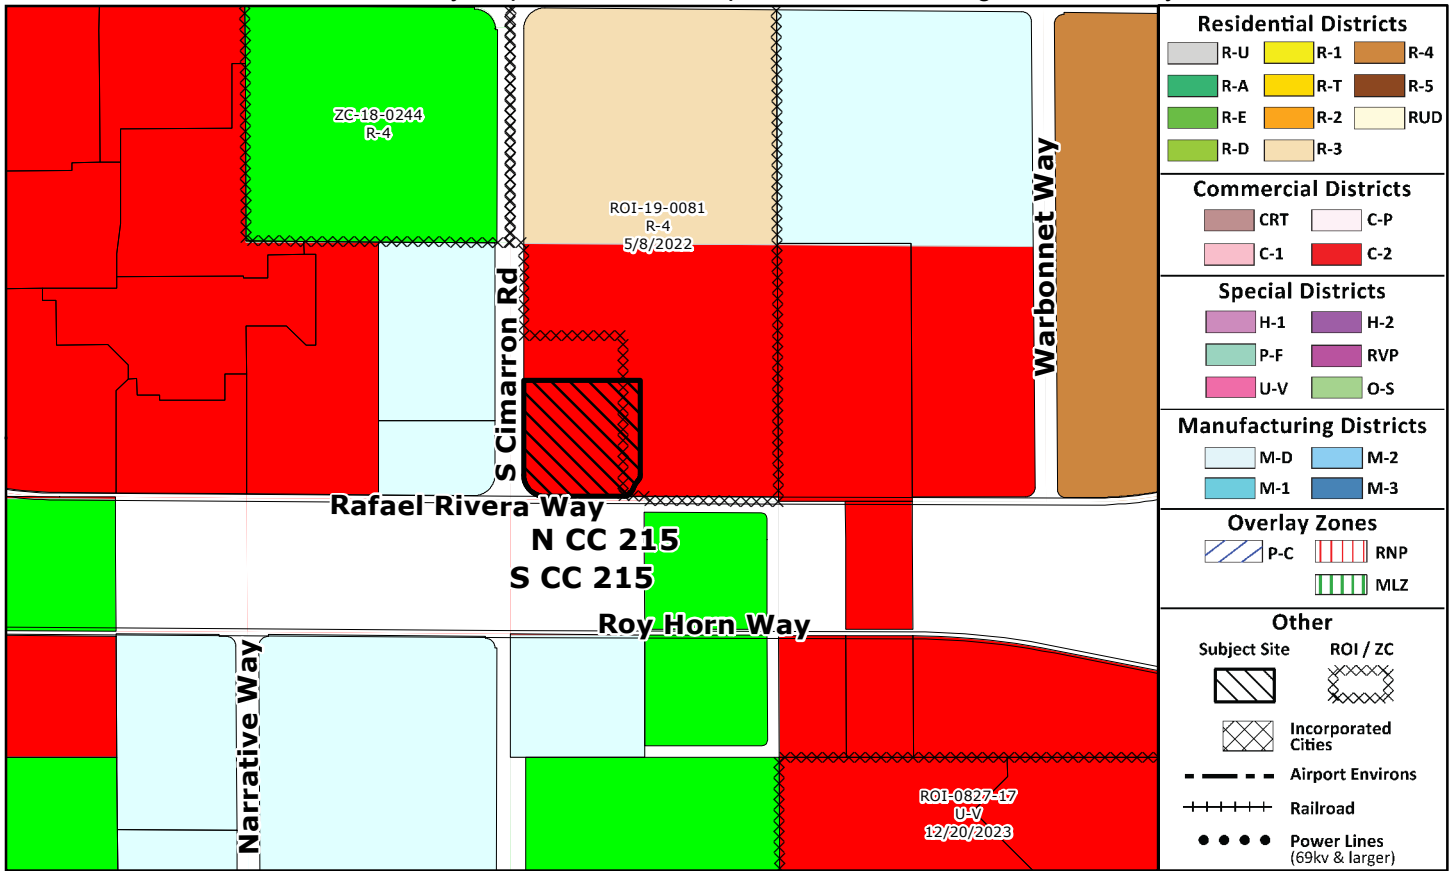 ZC-18-0244
R-4
ROI-19-0081
R-4
5/8/2022
Warbonnet Way
S Cimarron Rd
Rafael Rivera Way
N CC 215
S CC 215
Roy Horn Way
Narrative Way
ROI-0827-17
U-V
12/20/2023
Residential Districts
R-U R-1 R-4
R-A R-T R-5
R-E R-2 RUD
R-D R-3
Commercial Districts
CRT C-P
C-1 C-2
Special Districts
H-1 H-2
P-F RVP
U-V O-S
Manufacturing Districts
M-D M-2
M-1 M-3
Overlay Zones
P-C RNP
MLZ
Other
Subject Site ROI / ZC
Incorporated
Cities
Airport Environs
Railroad
Power Lines
(69kv & larger)